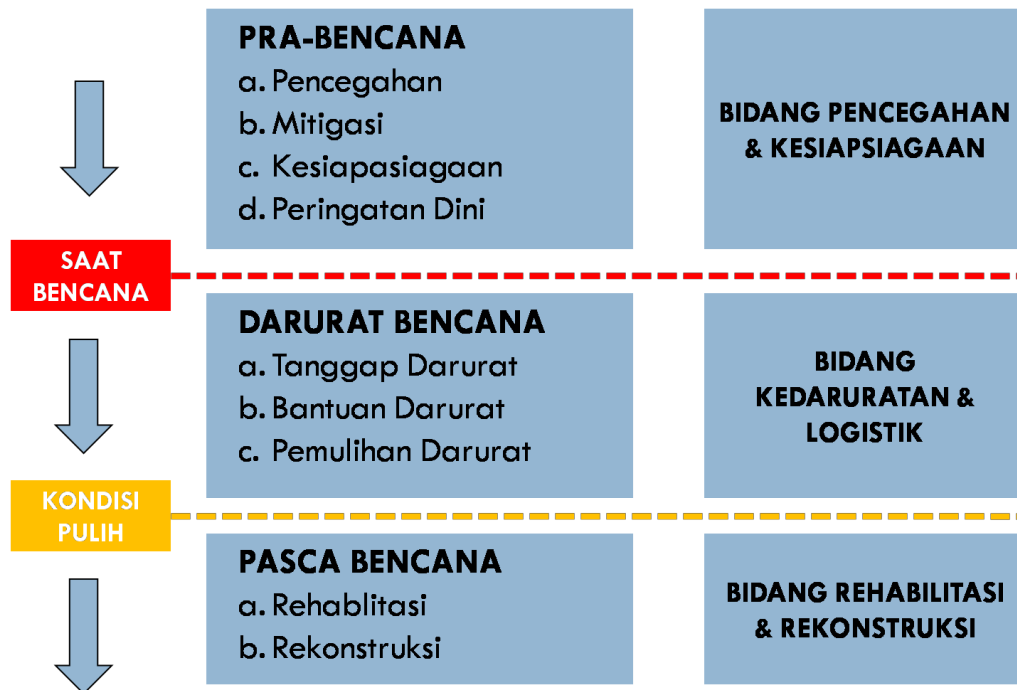 PRA-BENCANA
a. Pencegahan
b. Mitigasi
c. Kesiapasiagaan
d. Peringatan Dini
BIDANG PENCEGAHAN
& KESIAPSIAGAAN
SAAT
BENCANA
DARURAT BENCANA
a. Tanggap Darurat
b. Bantuan Darurat
c. Pemulihan Darurat
BIDANG
KEDARURATAN &
LOGISTIK
KONDISI
PULIH
PASCA BENCANA
a. Rehablitasi
b. Rekonstruksi
BIDANG REHABILITASI
& REKONSTRUKSI